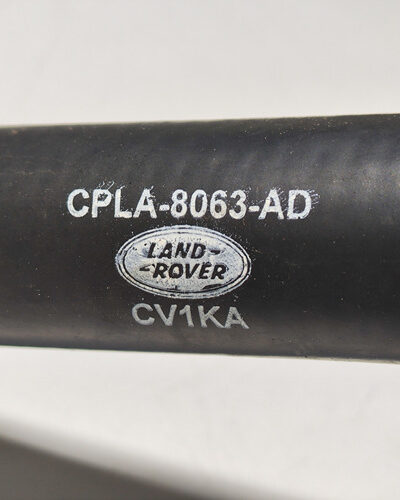 CPLA-8063-AD
LAND-
-ROVER
CV1KA